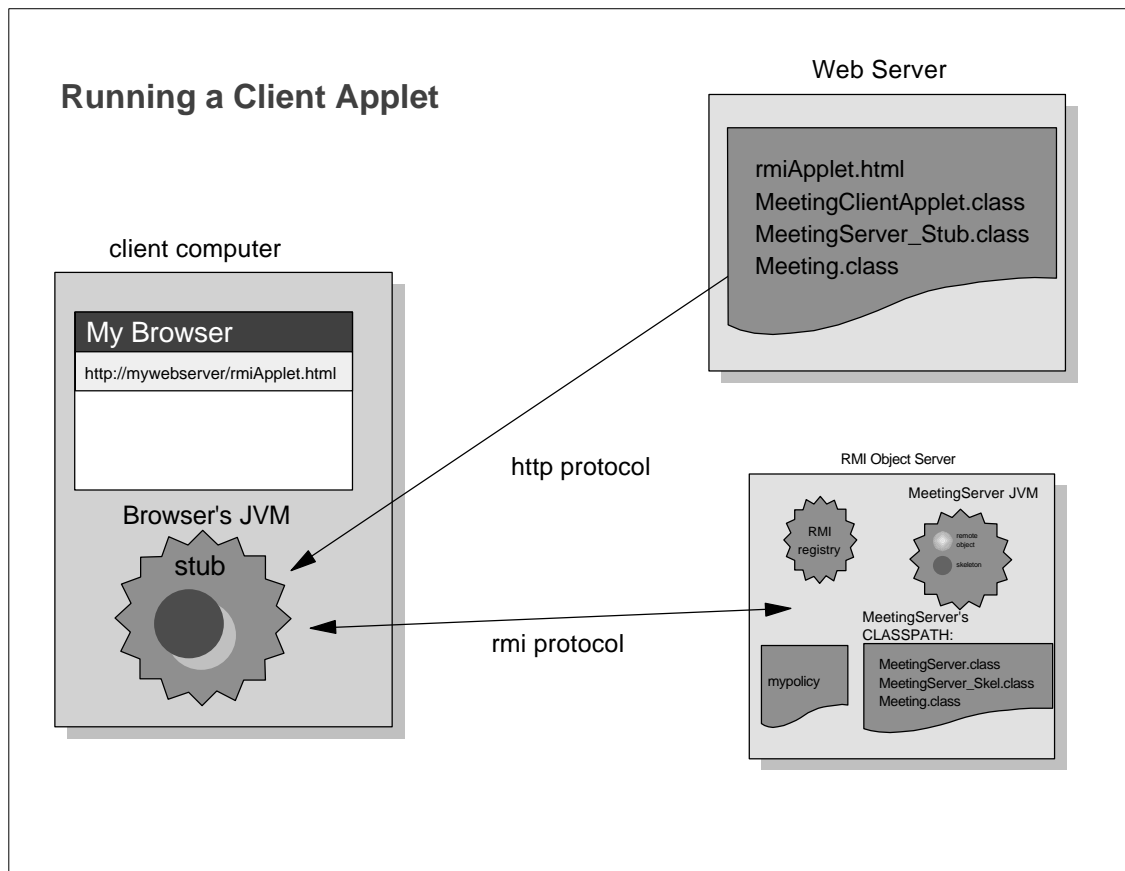 Running a Client Applet
Web Server
rmiApplet.html
MeetingClientApplet.class
MeetingServer_Stub.class
Meeting.class
client computer
My Browser
http://mywebserver/rmiApplet.html
http protocol
Browser's JVM
stub
rmi protocol
RMI Object Server
MeetingServer JVM
RMI
registry
remote
object
skeleton
MeetingServer's
CLASSPATH:
mypolicy
MeetingServer.class
MeetingServer_Skel.class
Meeting.class